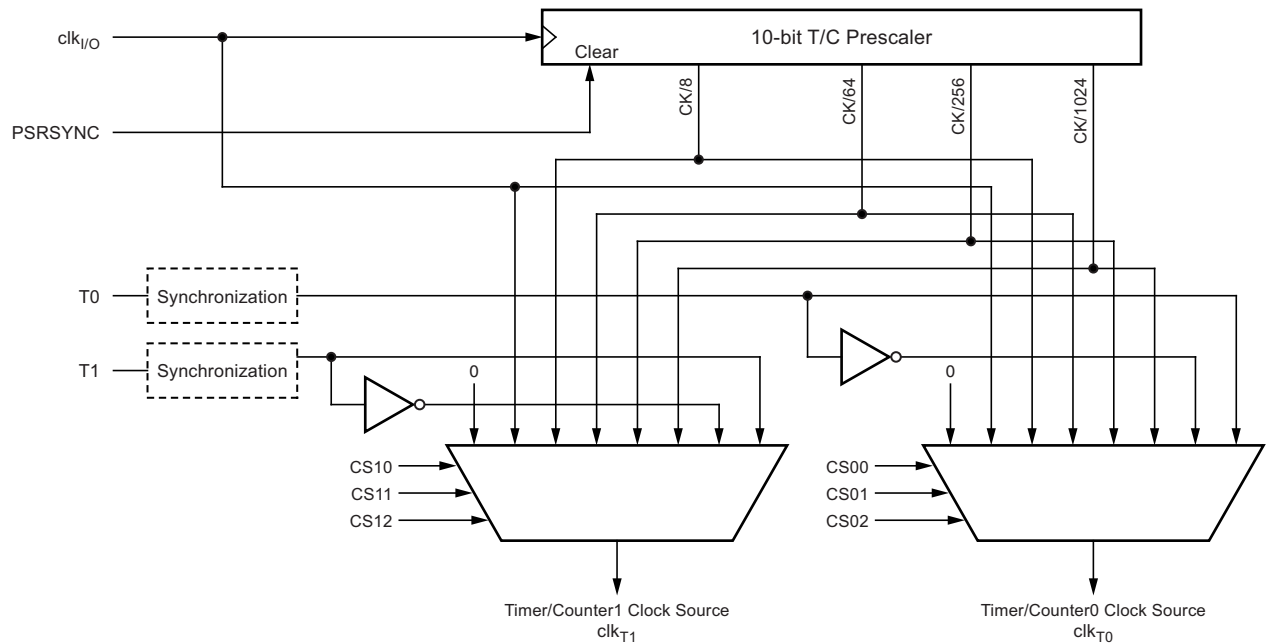 clkI/O
10-bit T/C Prescaler
Clear
PSRSYNC
CK/8
CK/64
CK/256
CK/1024
T0
Synchronization
T1
Synchronization
0
0
CS10
CS11
CS12
CS00
CS01
CS02
Timer/Counter1 Clock Source
clkT1
Timer/Counter0 Clock Source
clkT0